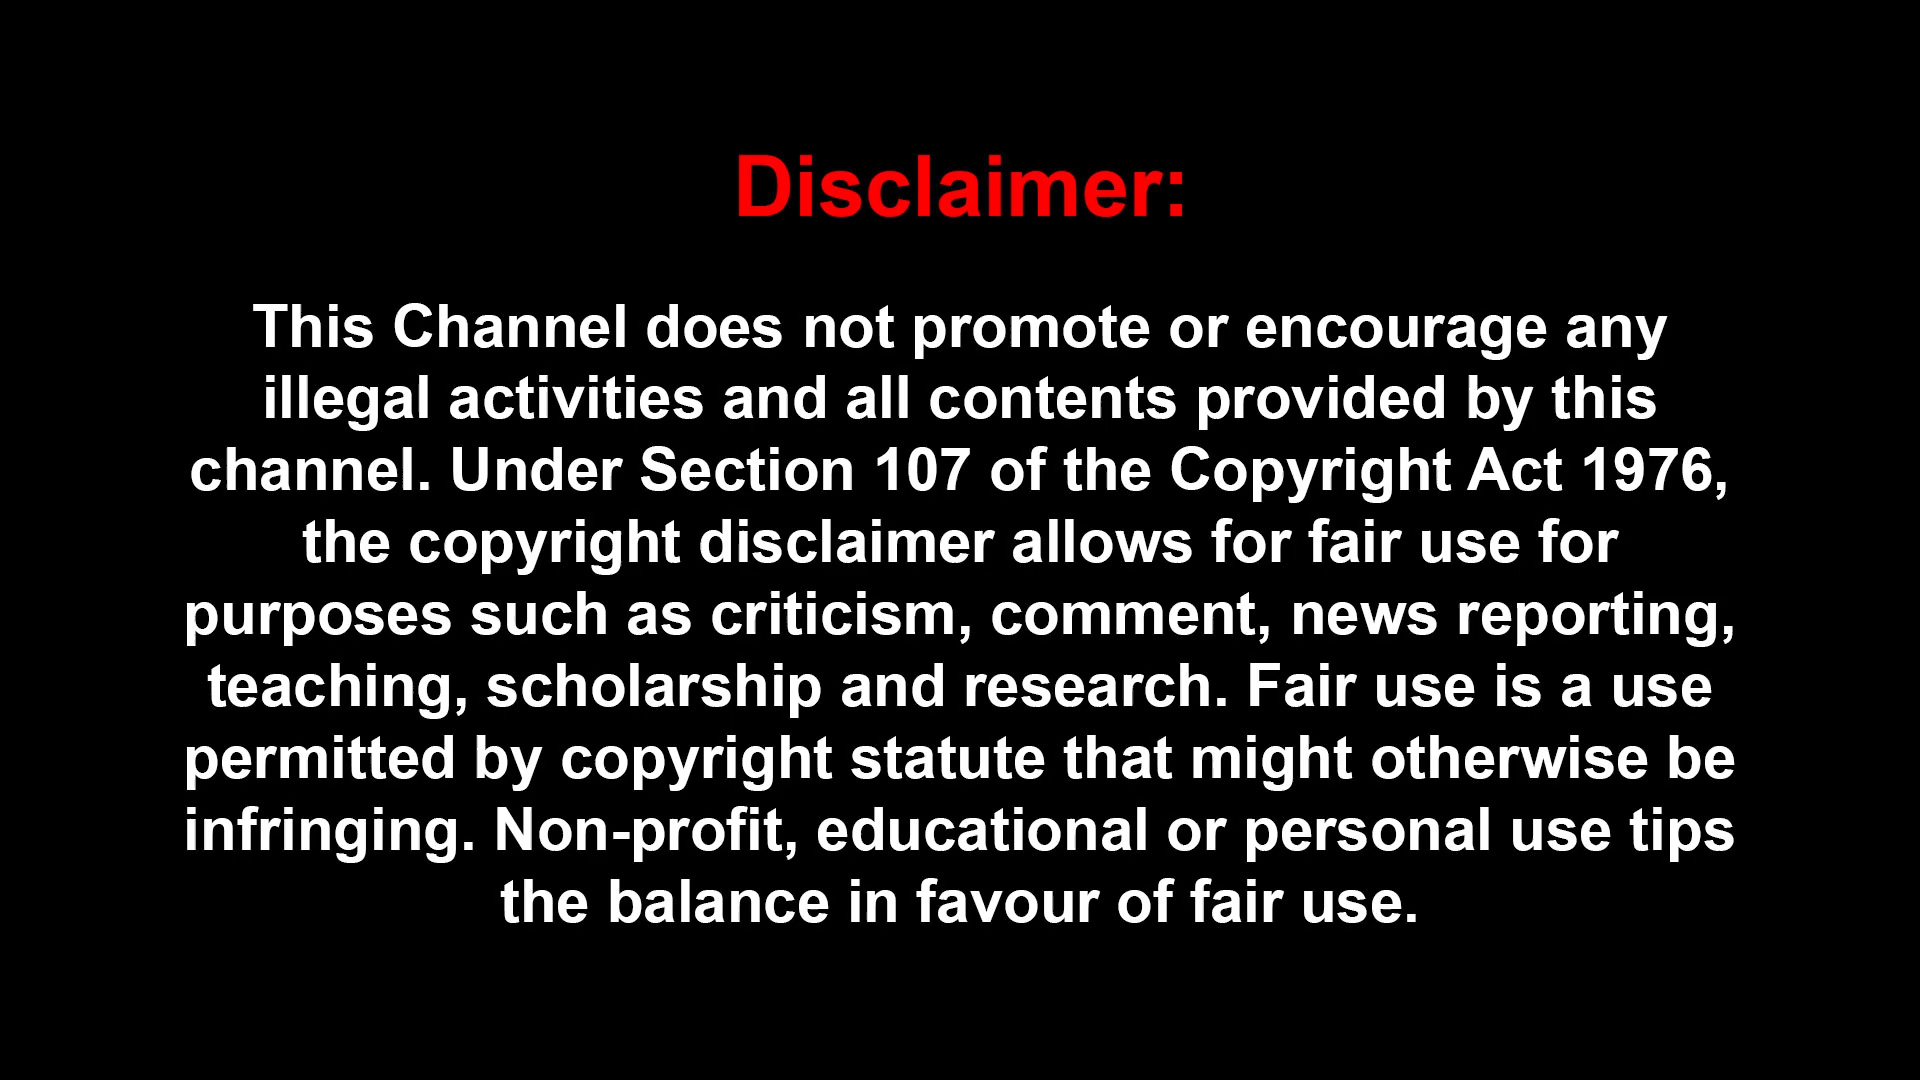 Disclaimer:
This Channel does not promote or encourage any
illegal activities and all contents provided by this
channel. Under Section 107 of the Copyright Act 1976,
the copyright disclaimer allows for fair use for
purposes such as criticism, comment, news reporting,
teaching, scholarship and research. Fair use is a use
permitted by copyright statute that might otherwise be
infringing. Non-profit, educational or personal use tips
the balance in favour of fair use.